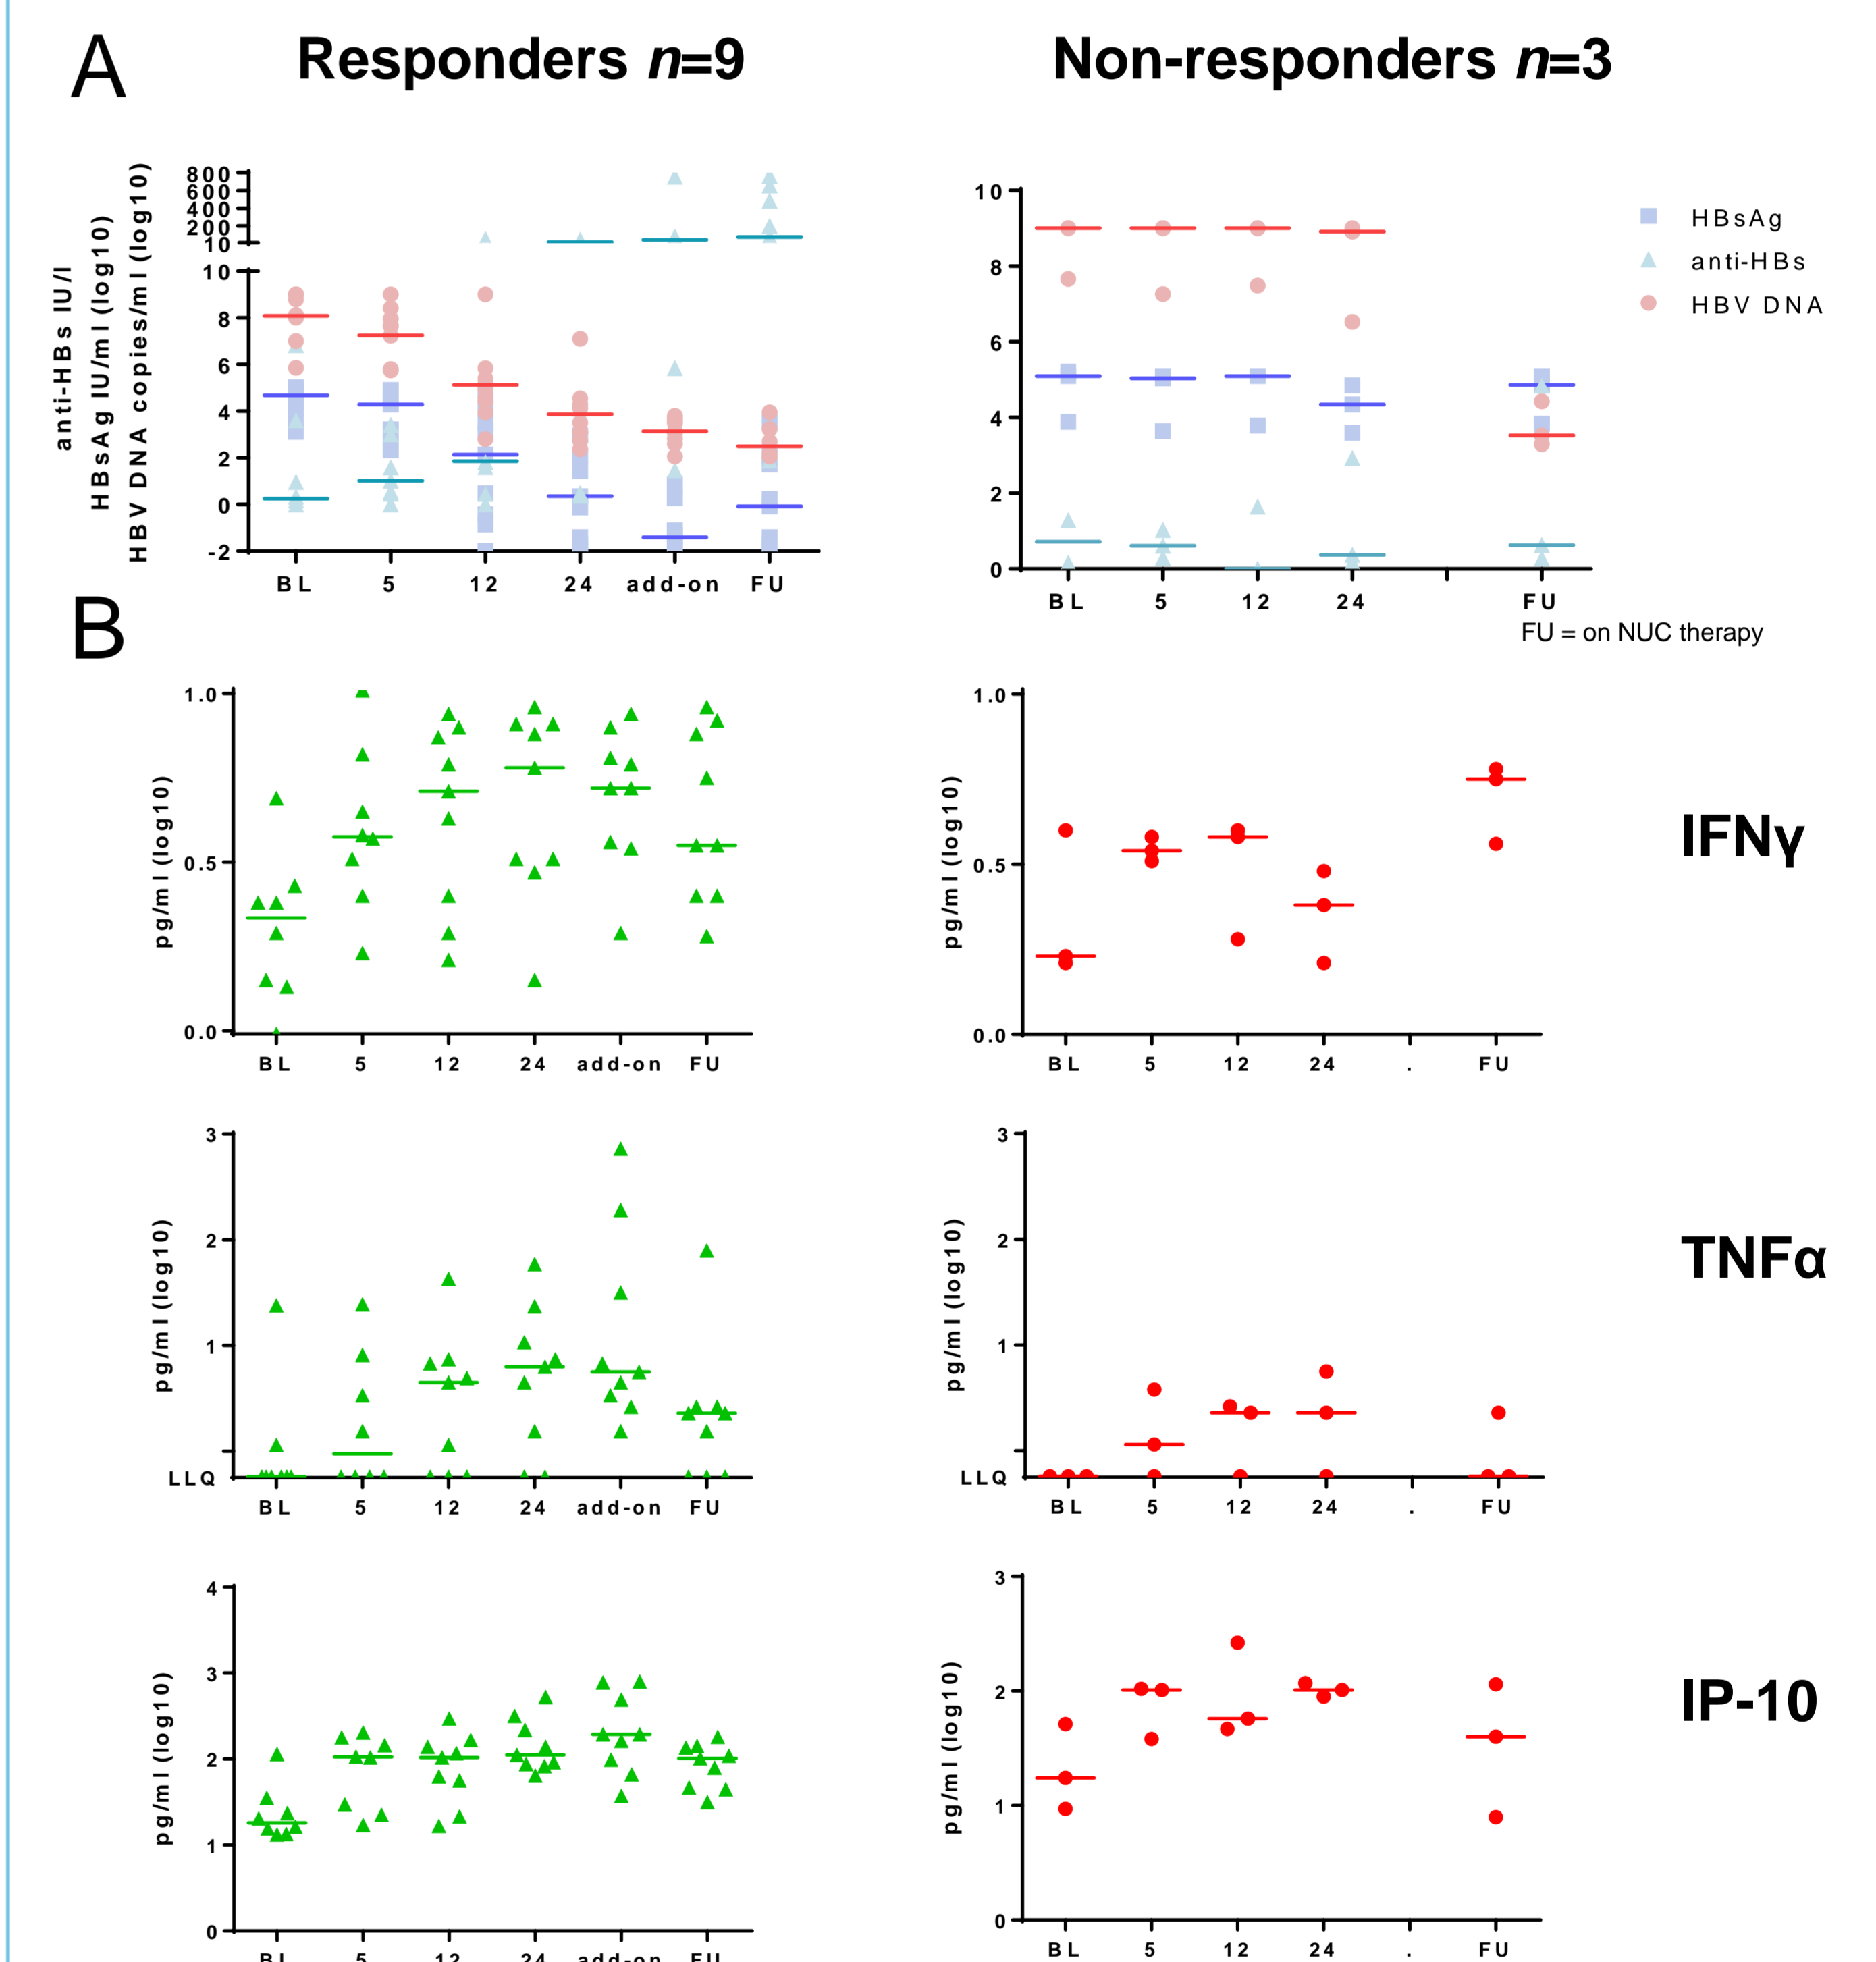 A
Responders n=9
Non-responders n=3
anti-HBs IU/l
HBsAg IU/ml (log10)
HBV DNA copies/ml (log10)
800
600
400
200
10
10
8
6
4
2
0
-2
BL 5 12 24 add-on FU
10
8
6
4
2
0
BL 5 12 24 FU
FU = on NUC therapy
HBsAg
anti-HBs
HBV DNA
B
pg/ml (log10)
1.0
0.5
0.0
BL 5 12 24 add-on FU
pg/ml (log10)
1.0
0.5
0.0
BL 5 12 24 . FU
IFNγ
pg/ml (log10)
3
2
1
LLQ
BL 5 12 24 add-on FU
pg/ml (log10)
3
2
1
LLQ
BL 5 12 24 . FU
TNFα
pg/ml (log10)
4
3
2
1
0
BL 5 12 24 add-on FU
pg/ml (log10)
3
2
1
0
BL 5 12 24 . FU
IP-10